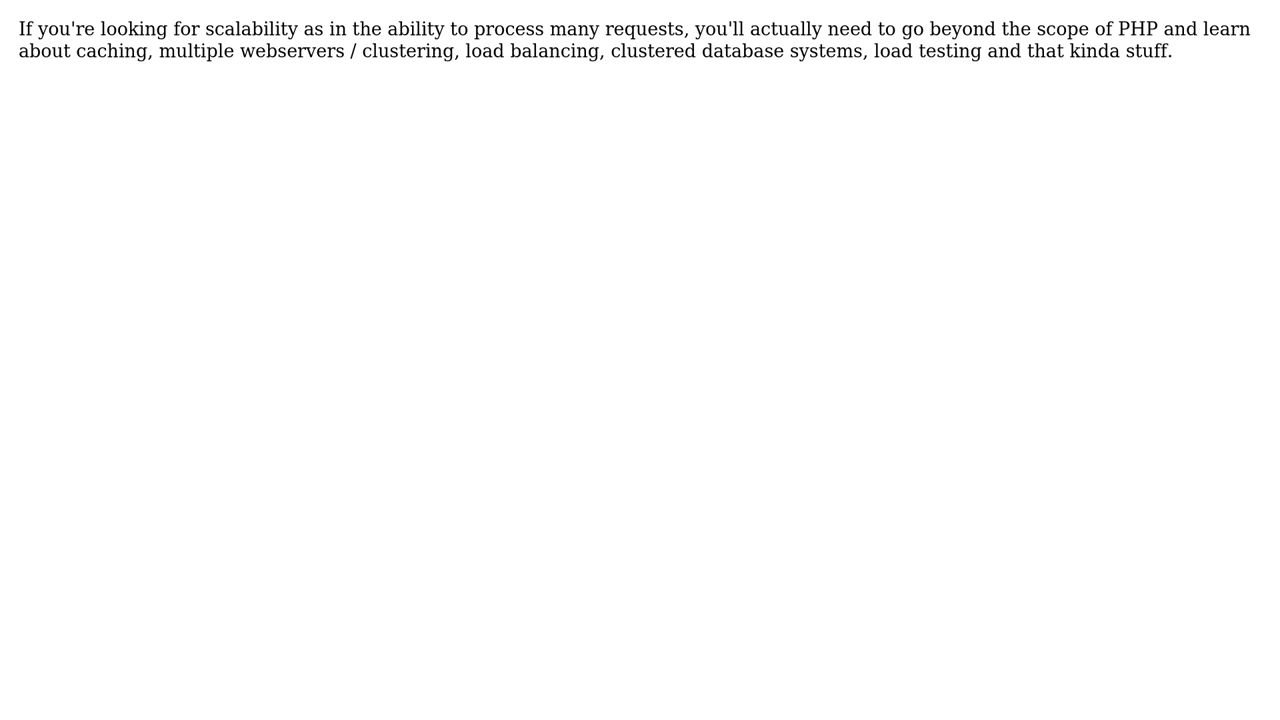 If you're looking for scalability as in the ability to process many requests, you'll actually need to go beyond the scope of PHP and learn
about caching, multiple webservers / clustering, load balancing, clustered database systems, load testing and that kinda stuff.